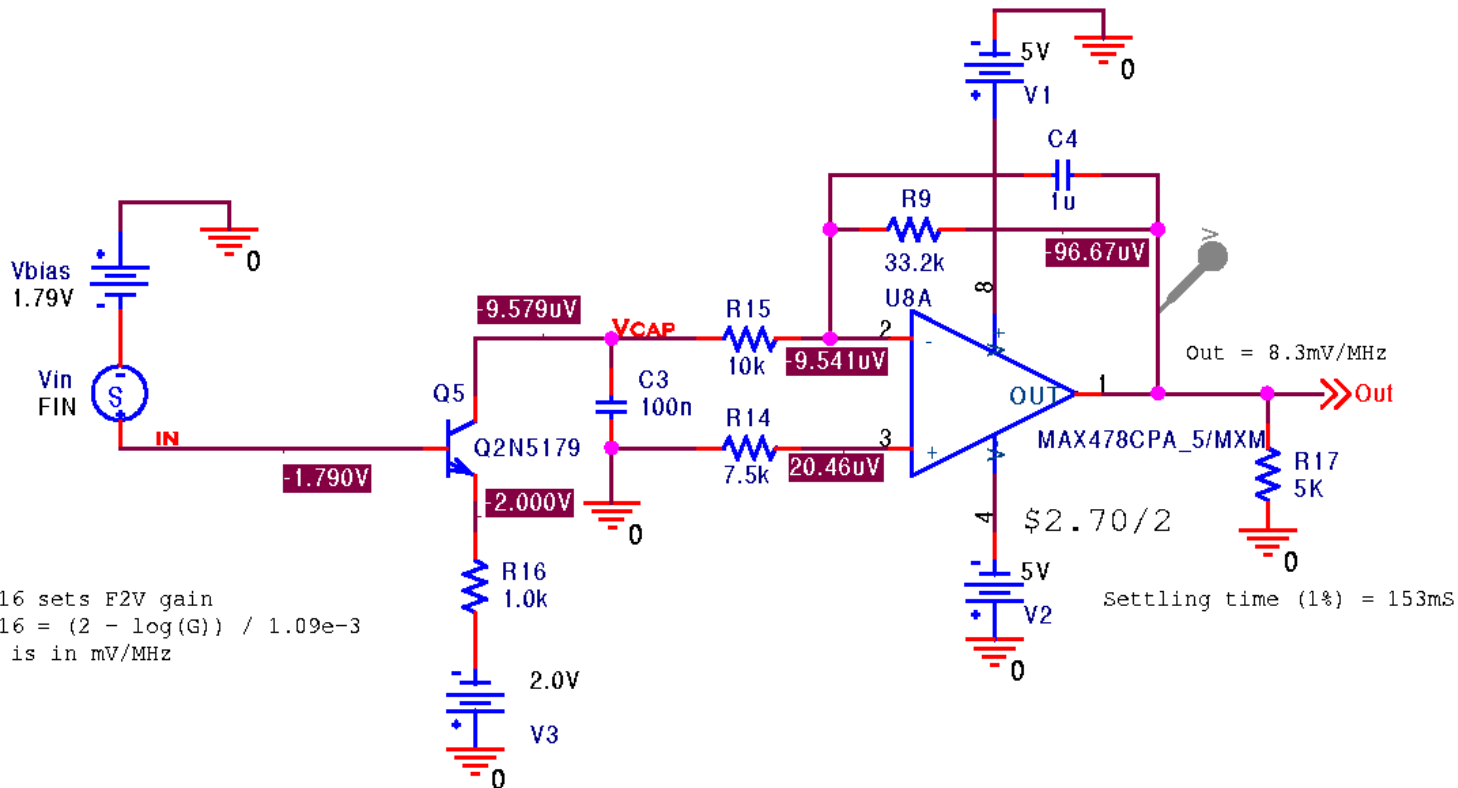 5V
0
V1
C4
1u
R9
33.2k
-96.67uV
V
Vbias
1.79V
0
+
-
U8A
8
-9.579uV
VCAP
R15
10k
-9.541uV
2
-
V+
Out = 8.3mV/MHz
Vin
FIN
S
Q5
C3
100n
OUT
1
Out
IN
Q2N5179
R14
7.5k
3
+
20.46uV
MAX478CPA_5/MXM
R17
5K
-1.790V
-2.000V
0
4
$2.70/2
0
R16
1.0k
5V
V2
0
Settling time (1%) = 153mS
16 sets F2V gain
16 = (2 - log(G)) / 1.09e-3
is in mV/MHz
2.0V
V3
0